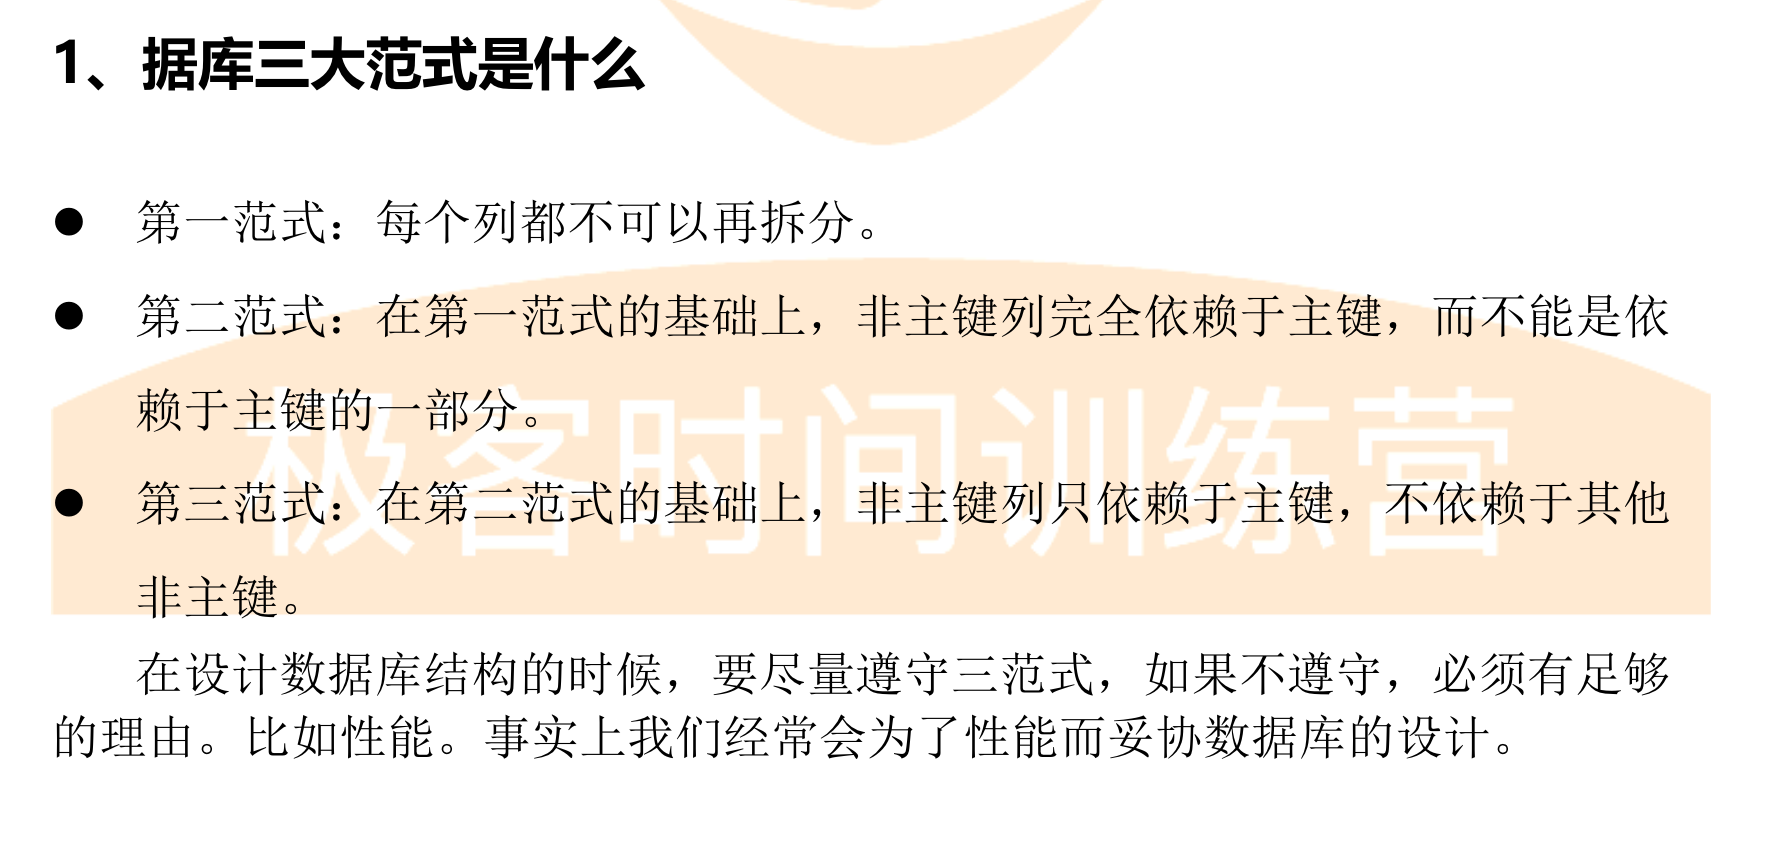 1、据库三大范式是什么
● 第一范式：每个列都不可以再拆分。
● 第二范式：在第一范式的基础上，非主键列完全依赖于主键，而不能是依
赖于主键的一部分。
极客时间训练营
● 第三范式：在第二范式的基础上，非主键列只依赖于主键，不依赖于其他
非主键。
在设计数据库结构的时候，要尽量遵守三范式，如果不遵守，必须有足够
的理由。比如性能。事实上我们经常会为了性能而妥协数据库的设计。